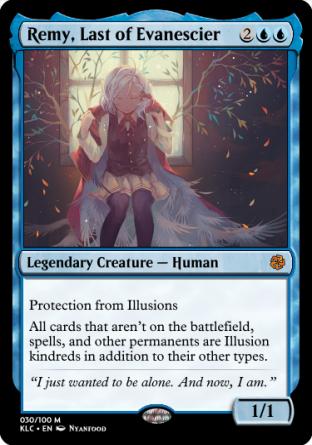 Remy, Last of Evanescier 2
Legendary Creature — Human
Protection from Illusions
All cards that aren't on the battlefield,
spells, and other permanents are Illusion
kindreds in addition to their other types.
“I just wanted to be alone. And now, I am.”
030/100 M
KLC • EN Nyanfood
1/1